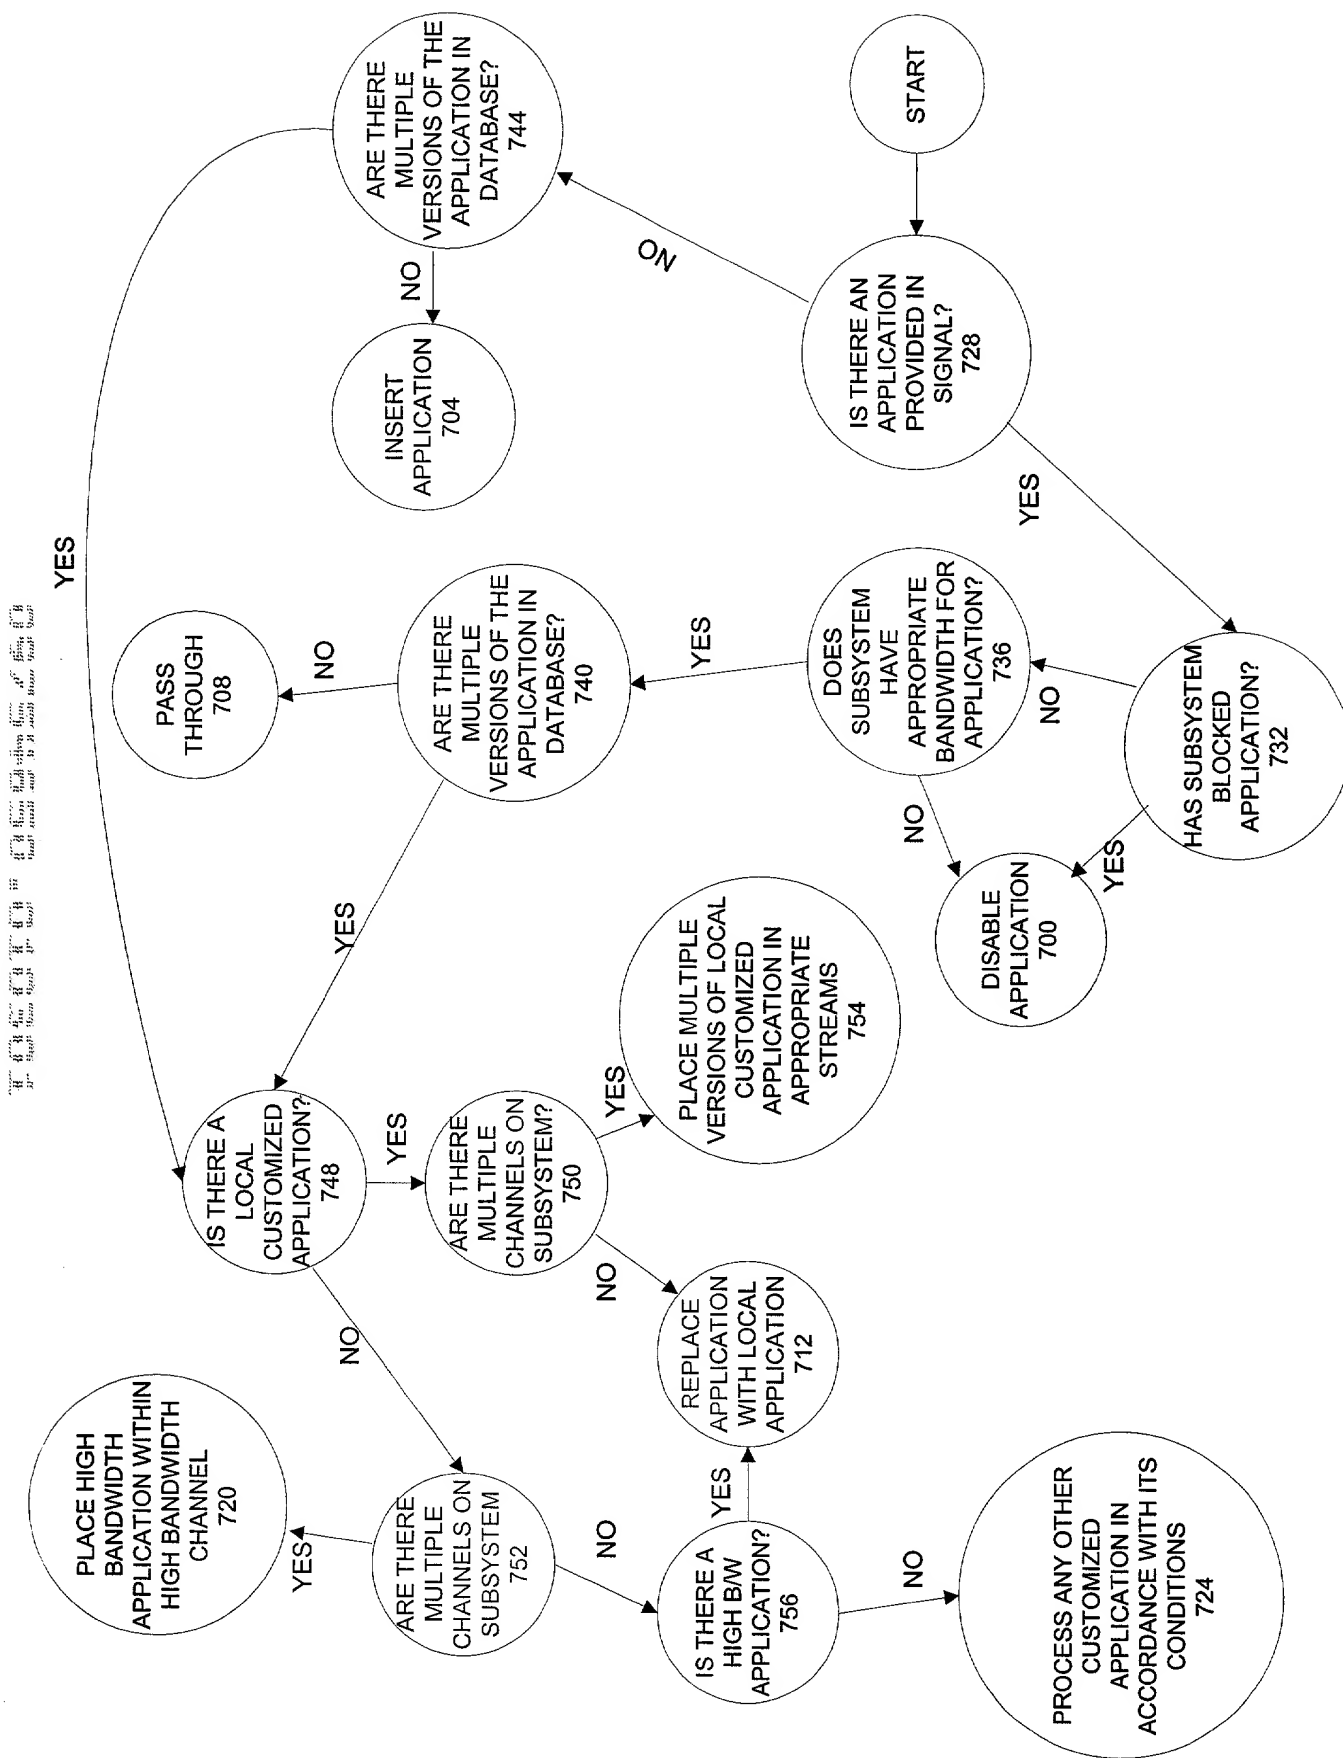 START
IS THERE AN
APPLICATION
PROVIDED IN
SIGNAL?
728
NO
YES
ARE THERE
MULTIPLE
VERSIONS OF THE
APPLICATION IN
DATABASE?
744
NO
YES
INSERT
APPLICATION
704
HAS SUBSYSTEM
BLOCKED
APPLICATION?
732
NO
YES
DOES
SUBSYSTEM
HAVE
APPROPRIATE
BANDWIDTH FOR
APPLICATION?
736
YES
NO
DISABLE
APPLICATION
700
ARE THERE
MULTIPLE
VERSIONS OF THE
APPLICATION IN
DATABASE?
740
NO
YES
PASS
THROUGH
708
IS THERE A
LOCAL
CUSTOMIZED
APPLICATION?
748
YES
NO
ARE THERE
MULTIPLE
CHANNELS ON
SUBSYSTEM?
750
YES
NO
PLACE MULTIPLE
VERSIONS OF LOCAL
CUSTOMIZED
APPLICATION IN
APPROPRIATE
STREAMS
754
REPLACE
APPLICATION
WITH LOCAL
APPLICATION
712
ARE THERE
MULTIPLE
CHANNELS ON
SUBSYSTEM
752
YES
NO
PLACE HIGH
BANDWIDTH
APPLICATION WITHIN
HIGH BANDWIDTH
CHANNEL
720
IS THERE A
HIGH B/W
APPLICATION?
756
YES
NO
PROCESS ANY OTHER
CUSTOMIZED
APPLICATION IN
ACCORDANCE WITH ITS
CONDITIONS
724